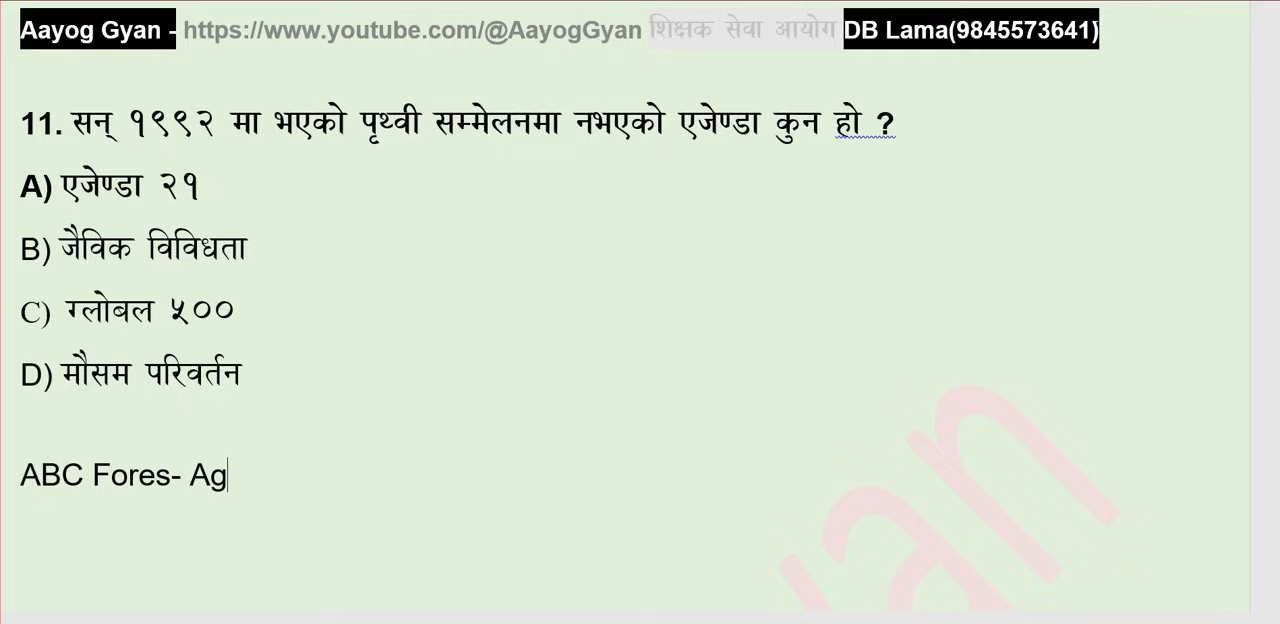 Aayog Gyan - https://www.youtube.com/@AayogGyan शिक्षक सेवा आयोग DB Lama(9845573641)
11. सन् १९९२ मा भएको पृथ्वी सम्मेलनमा नभएको एजेण्डा कुन हो ?
A) एजेण्डा २१
B) जैविक विविधता
C) ग्लोबल ५००
D) मौसम परिवर्तन
ABC Fores- Ag